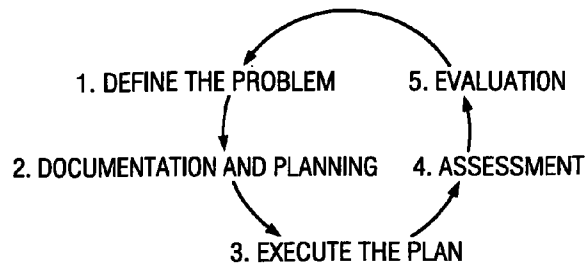 1. DEFINE THE PROBLEM
5. EVALUATION
2. DOCUMENTATION AND PLANNING
4. ASSESSMENT
3. EXECUTE THE PLAN